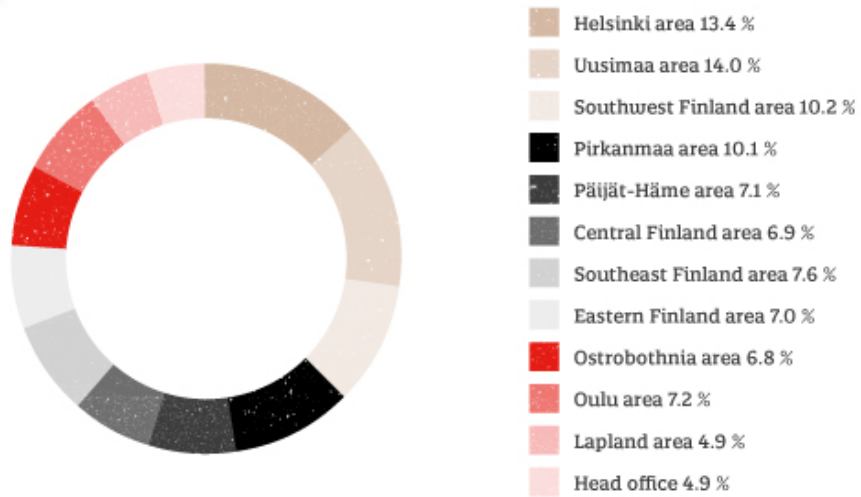 Helsinki area 13.4 %
Uusimaa area 14.0 %
Southwest Finland area 10.2 %
Pirkanmaa area 10.1 %
Päijät-Häme area 7.1 %
Central Finland area 6.9 %
Southeast Finland area 7.6 %
Eastern Finland area 7.0 %
Ostrobothnia area 6.8 %
Oulu area 7.2 %
Lapland area 4.9 %
Head office 4.9 %